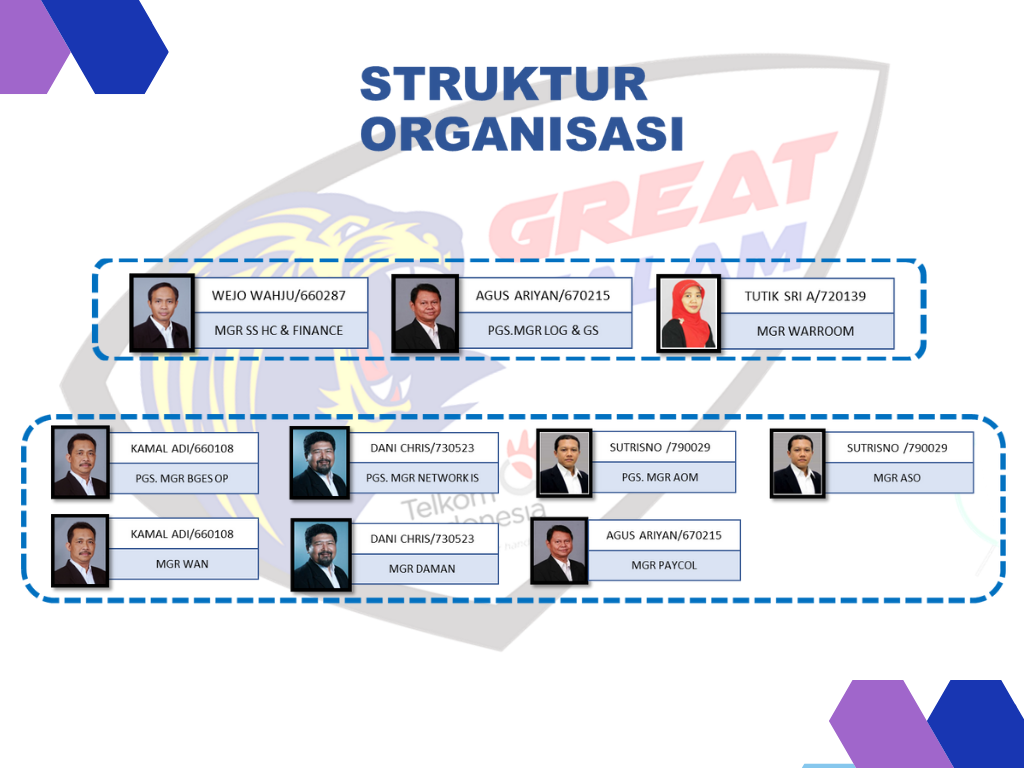 STRUKTUR
ORGANISASI
GREAT
ALAM
WEJO WAHJU/660287
MGR SS HC & FINANCE
AGUS ARIYAN/670215
PGS.MGR LOG & GS
TUTIK SRI A/720139
MGR WARROOM
KAMAL ADI/660108
PGS. MGR BGES OP
DANI CHRIS/730523
PGS. MGR NETWORK IS
SUTRISNO /790029
PGS. MGR AOM
SUTRISNO /790029
MGR ASO
Telkom
KAMAL ADI/660108
MGR WAN
DANI CHRIS/730523
MGR DAMAN
AGUS ARIYAN/670215
MGR PAYCOL